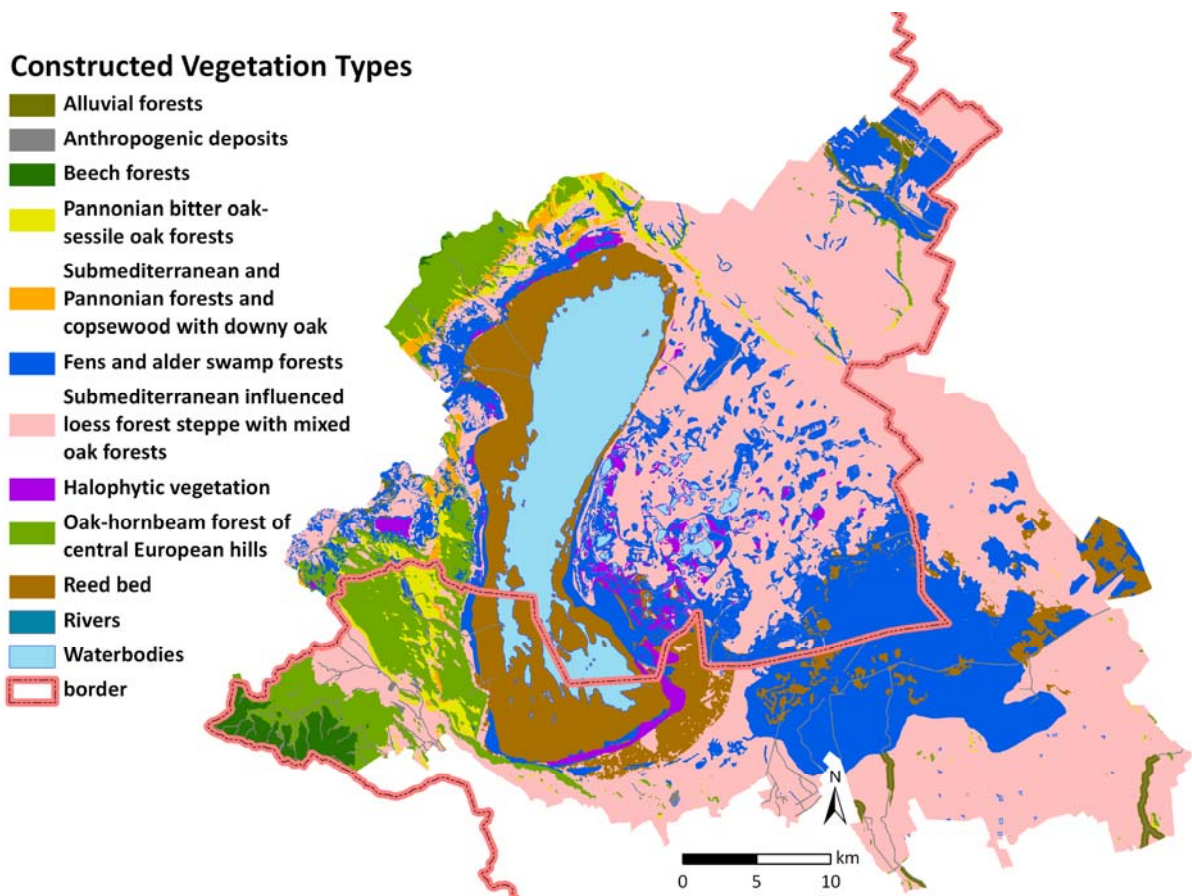 Constructed Vegetation Types
Alluvial forests
Anthropogenic deposits
Beech forests
Pannonian bitter oak-
sessile oak forests
Submediterranean and
Pannonian forests and
copsewood with downy oak
Fens and alder swamp forests
Submediterranean influenced
loess forest steppe with mixed
oak forests
Halophytic vegetation
Oak-hornbeam forest of
central European hills
Reed bed
Rivers
Waterbodies
border
N
km
0 5 10